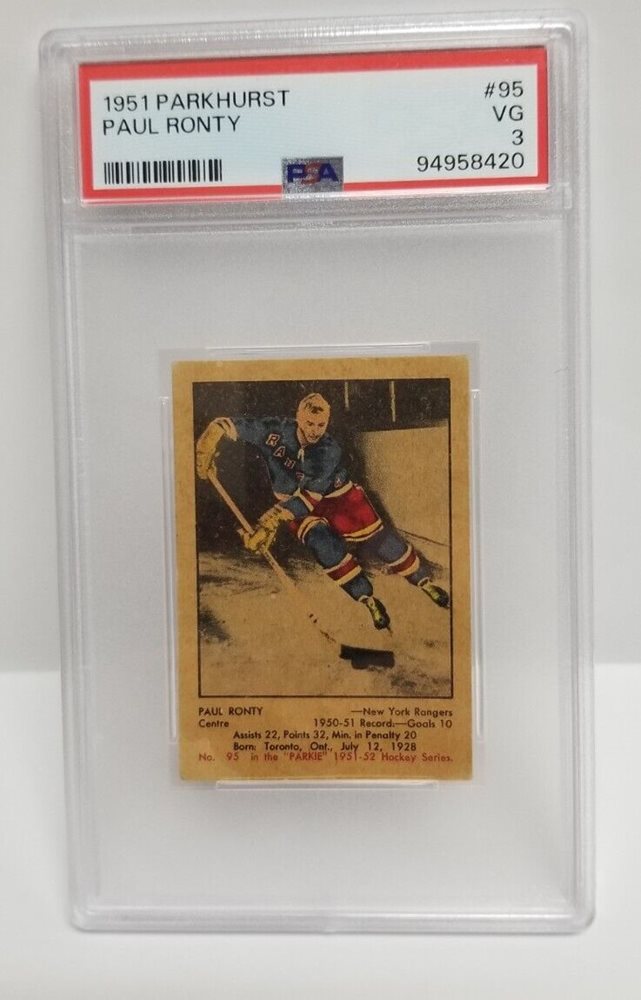 1951 PARKHURST #95
PAUL RONTY VG
3
PSA 94958420
RAN
PAUL RONTY —New York Rangers
Centre 1950-51 Record:—Goals 10
Assists 22, Points 32, Min. in Penalty 20
Born: Toronto, Ont., July 12, 1928
No. 95 in the "PARKIE" 1951-52 Hockey Series.